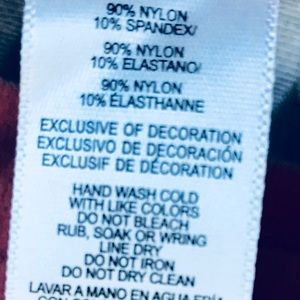 90% NYLON
10% SPANDEX/
90% NYLON
10% ELASTANO/
90% NYLON
10% ÉLASTHANNE
EXCLUSIVE OF DECORATION
EXCLUSIVO DE DECORACIÓN
EXCLUSIF DE DÉCORATION
HAND WASH COLD
WITH LIKE COLORS
DO NOT BLEACH
RUB, SOAK OR WRING
LINE DRY
DO NOT IRON
DO NOT DRY CLEAN
LAVAR A MANO EN AGUA FRÍA